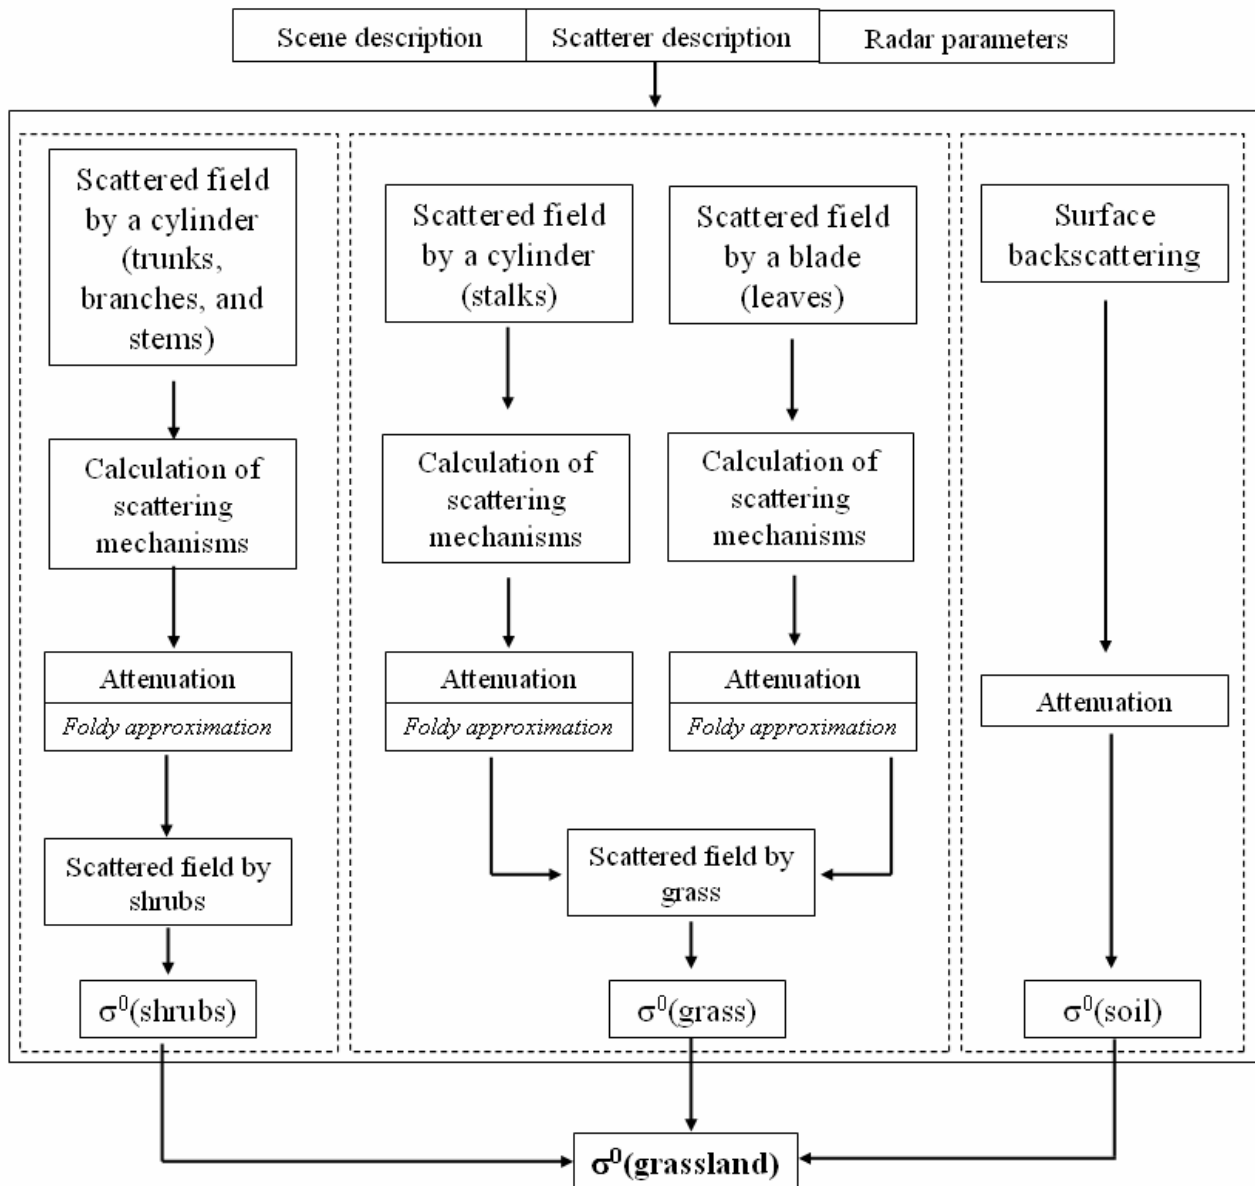 Scene description
Scatterer description
Radar parameters
Scattered field
by a cylinder
(trunks,
branches, and
stems)
Calculation of
scattering
mechanisms
Attenuation
Foldy approximation
Scattered field by
shrubs
σ⁰(shrubs)
Scattered field
by a cylinder
(stalks)
Calculation of
scattering
mechanisms
Attenuation
Foldy approximation
Scattered field
by a blade
(leaves)
Calculation of
scattering
mechanisms
Attenuation
Foldy approximation
Scattered field by
grass
σ⁰(grass)
Surface
backscattering
Attenuation
σ⁰(soil)
σ⁰(grassland)